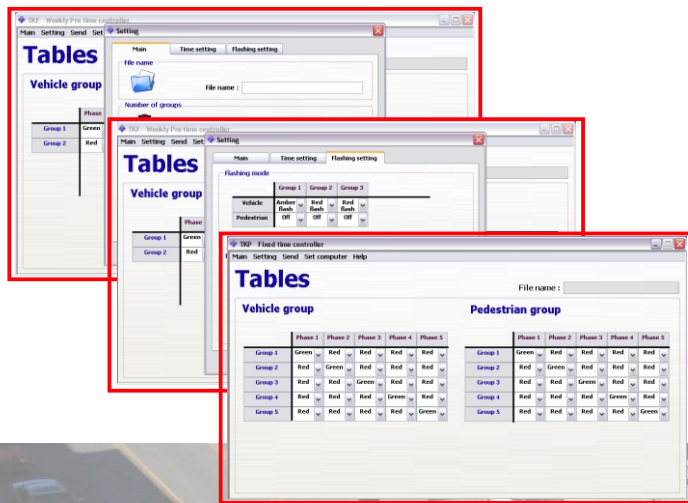 TKP Weekly Pre time controller
Main Setting Send Set
Tables
Vehicle group
Phase
Group 1 Green
Group 2 Red
Setting
Main Time setting Flashing setting
File name
File name :
Number of groups
TKP Weekly Pre time controller
Main Setting Send Set
Tables
Vehicle group
Phase
Group 1 Green
Group 2 Red
Setting
Main Time setting Flashing setting
Flashing mode
Group 1 Group 2 Group 3
Vehicle Amber flash Red flash Red flash
Pedestrian Off Off Off
TKP Fixed time controller
Main Setting Send Set computer Help
Tables
File name :
Vehicle group Pedestrian group
Phase 1 Phase 2 Phase 3 Phase 4 Phase 5 Phase 1 Phase 2 Phase 3 Phase 4 Phase 5
Group 1 Green Red Red Red Red Group 1 Green Red Red Red Red
Group 2 Red Green Red Red Red Group 2 Red Green Red Red Red
Group 3 Red Red Green Red Red Group 3 Red Red Green Red Red
Group 4 Red Red Red Green Red Group 4 Red Red Red Green Red
Group 5 Red Red Red Red Green Group 5 Red Red Red Red Green